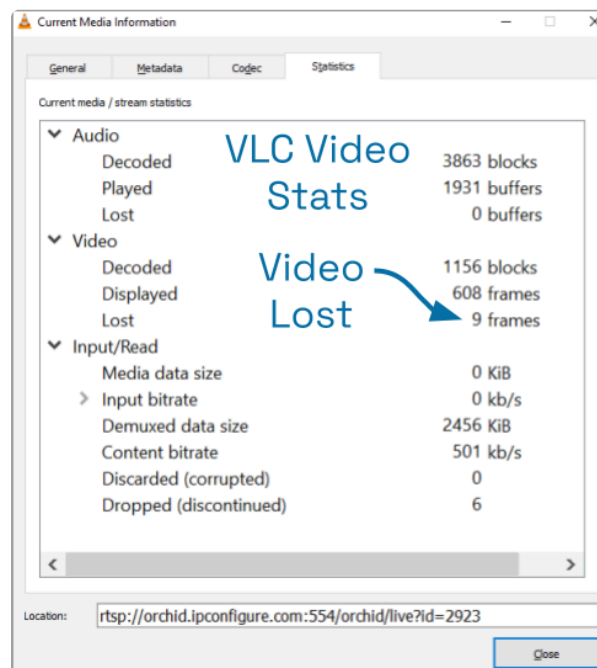 Current Media Information
General Metadata Codec Statistics
Current media / stream statistics
Audio
Decoded 3863 blocks
Played 1931 buffers
Lost 0 buffers
VLC Video
Stats
Video
Decoded 1156 blocks
Displayed 608 frames
Lost 9 frames
Video
Lost
Input/Read
Media data size 0 KiB
Input bitrate 0 kb/s
Demuxed data size 2456 KiB
Content bitrate 501 kb/s
Discarded (corrupted) 0
Dropped (discontinued) 6
Location: rtsp://orchid.ipconfigure.com:554/orchid/live?id=2923
Close